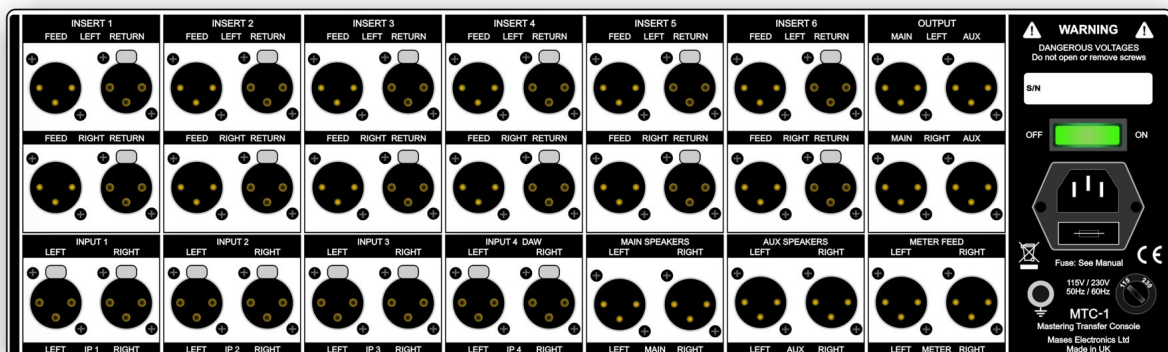 INSERT 1 INSERT 2 INSERT 3 INSERT 4 INSERT 5 INSERT 6 OUTPUT
FEED LEFT RETURN FEED LEFT RETURN FEED LEFT RETURN FEED LEFT RETURN FEED LEFT RETURN FEED LEFT RETURN MAIN LEFT AUX
FEED RIGHT RETURN FEED RIGHT RETURN FEED RIGHT RETURN FEED RIGHT RETURN FEED RIGHT RETURN FEED RIGHT RETURN MAIN RIGHT AUX
INPUT 1 INPUT 2 INPUT 3 INPUT 4 DAW MAIN SPEAKERS AUX SPEAKERS METER FEED
LEFT RIGHT LEFT RIGHT LEFT RIGHT LEFT RIGHT LEFT RIGHT LEFT RIGHT LEFT RIGHT
LEFT IP 1 RIGHT LEFT IP 2 RIGHT LEFT IP 3 RIGHT LEFT IP 4 RIGHT LEFT MAIN RIGHT LEFT AUX RIGHT LEFT METER RIGHT
WARNING
DANGEROUS VOLTAGES
Do not open or remove screws
S/N
OFF ON
Fuse: See Manual
CE
115V / 230V
50Hz / 60Hz
115 230
MTC-1
Mastering Transfer Console
Mases Electronics Ltd
Made in UK